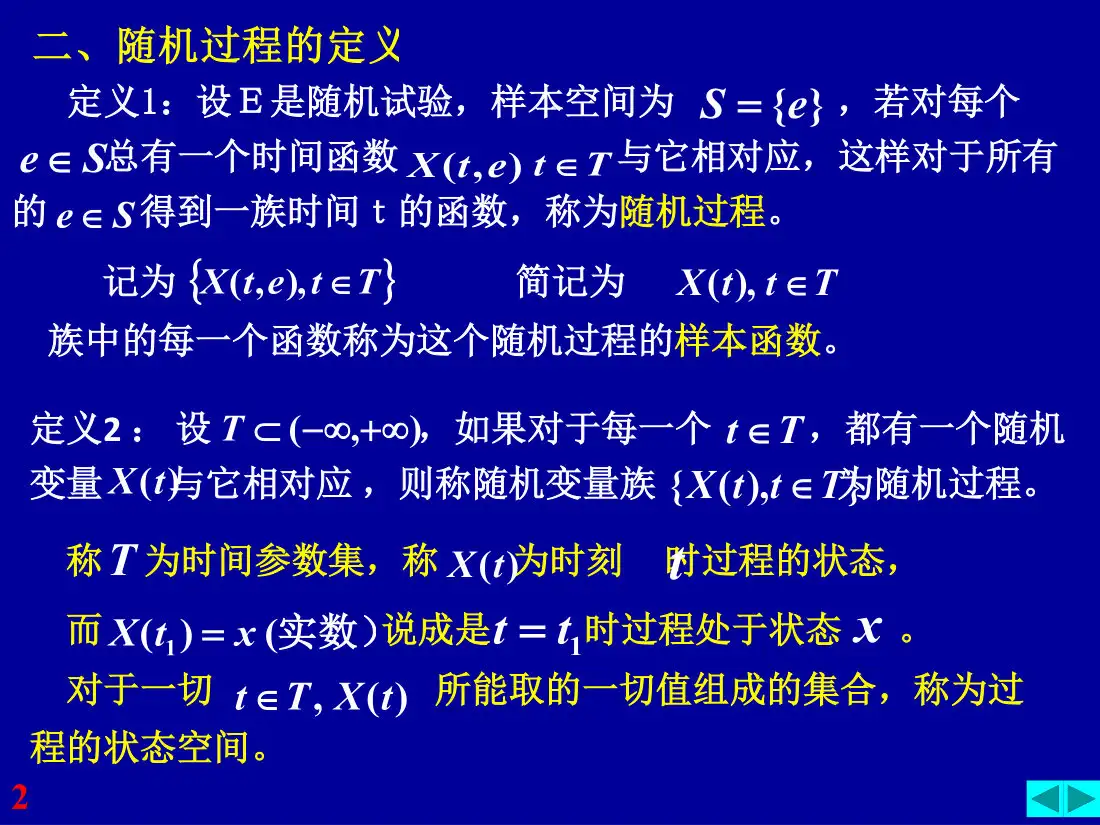 二、随机过程的定义
定义1：设E是随机试验，样本空间为 S={e} ，若对每个
e∈S总有一个时间函数 X(t,e) t∈T 与它相对应，这样对于所有
的 e∈S 得到一族时间 t 的函数，称为随机过程。
记为 {X(t,e),t∈T} 简记为 X(t), t∈T
族中的每一个函数称为这个随机过程的样本函数。
定义2 ： 设 T⊂(−∞,+∞)，如果对于每一个 t∈T，都有一个随机
变量 X(t)与它相对应，则称随机变量族 {X(t),t∈T}为随机过程。
称 T 为时间参数集，称 X(t)为时刻 t时过程的状态，
而 X(t₁)=x (实数）说成是t=t₁时过程处于状态 x 。
对于一切 t∈T, X(t) 所能取的一切值组成的集合，称为过
程的状态空间。
2